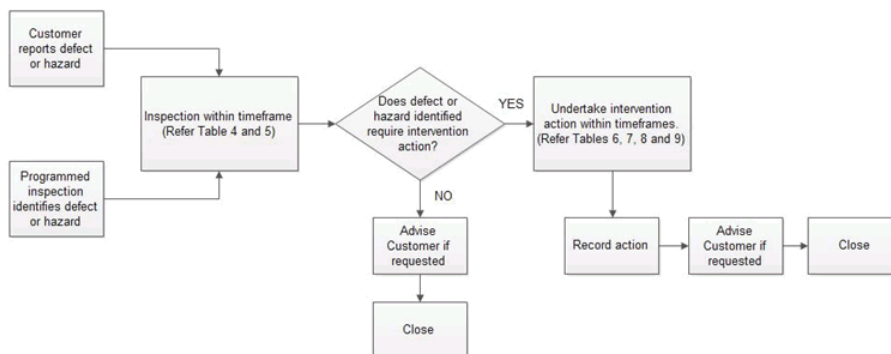 Customer
reports defect
or hazard
Programmed
inspection
identifies defect
or hazard
Inspection within timeframe
(Refer Table 4 and 5)
Does defect or
hazard identified
require intervention
action?
YES
Undertake intervention
action within timeframes.
(Refer Tables 6, 7, 8 and 9)
NO
Advise
Customer if
requested
Close
Record action
Advise
Customer if
requested
Close